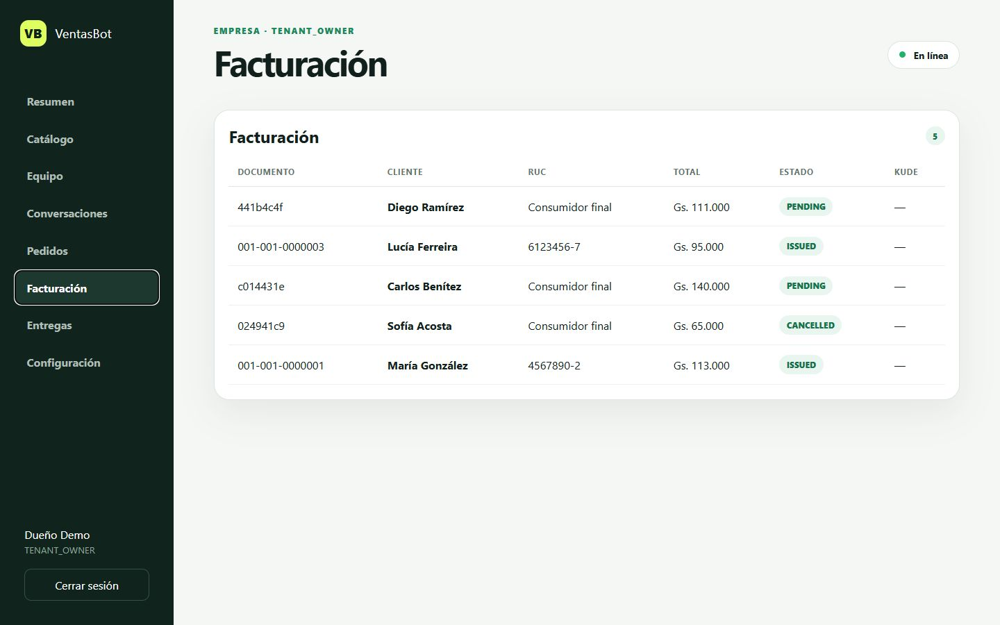 VB VentasBot
Resumen
Catálogo
Equipo
Conversaciones
Pedidos
Facturación
Entregas
Configuración
Dueño Demo
TENANT_OWNER
Cerrar sesión
EMPRESA · TENANT_OWNER
Facturación
En línea
Facturación 5
DOCUMENTO CLIENTE RUC TOTAL ESTADO KUDE
441b4c4f Diego Ramírez Consumidor final Gs. 111.000 PENDING —
001-001-0000003 Lucía Ferreira 6123456-7 Gs. 95.000 ISSUED —
c014431e Carlos Benítez Consumidor final Gs. 140.000 PENDING —
024941c9 Sofía Acosta Consumidor final Gs. 65.000 CANCELLED —
001-001-0000001 María González 4567890-2 Gs. 113.000 ISSUED —